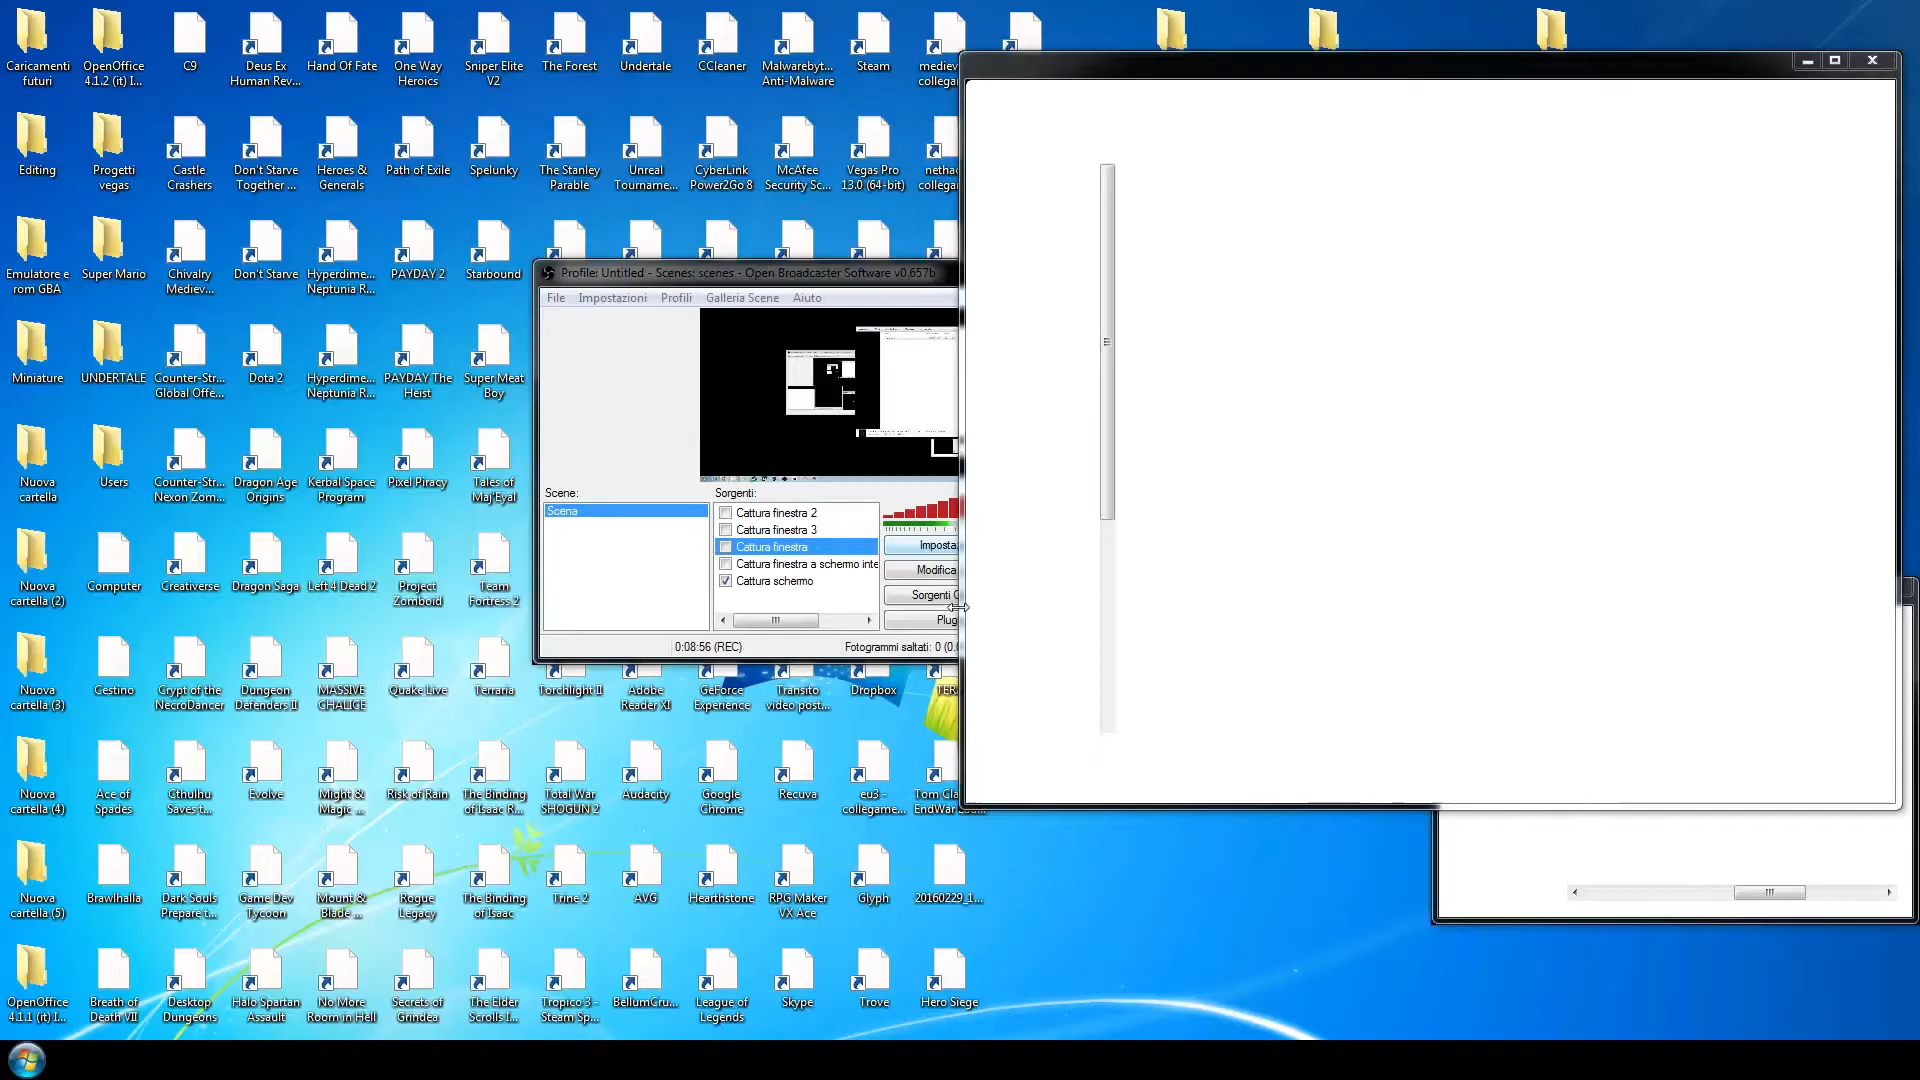 Caricamenti
futuri
OpenOffice
4.1.2 (it) I...
C9
Deus Ex
Human Rev...
Hand Of Fate
One Way
Heroics
Sniper Elite
V2
The Forest
Undertale
CCleaner
Malwarebyt...
Anti-Malware
Steam
Editing
Progetti
vegas
Castle
Crashers
Don't Starve
Together ...
Heroes &
Generals
Path of Exile
Spelunky
The Stanley
Parable
Unreal
Tourname...
CyberLink
Power2Go 8
McAfee
Security Sc...
Vegas Pro
13.0 (64-bit)
Emulatore e
rom GBA
Super Mario
Chivalry
Mediev...
Don't Starve
Hyperdime...
Neptunia R...
PAYDAY 2
Starbound
Profile: Untitled - Scenes: scenes - Open Broadcaster Software v0.657b
File Impostazioni Profili Galleria Scene Aiuto
Miniature
UNDERTALE
Counter-Str...
Global Offe...
Dota 2
Hyperdime...
Neptunia R...
PAYDAY The
Heist
Super Meat
Boy
Nuova
cartella
Users
Counter-Str...
Nexon Zom...
Dragon Age
Origins
Kerbal Space
Program
Pixel Piracy
Tales of
Maj'Eyal
Scene:
Scena
Sorgenti:
Cattura finestra 2
Cattura finestra 3
Cattura finestra
Cattura finestra a schermo inte
Cattura schermo
Imposta
Modifica
Sorgenti
Plug
0:08:56 (REC)
Fotogrammi saltati: 0
Nuova
cartella (2)
Computer
Creativerse
Dragon Saga
Left 4 Dead 2
Project
Zomboid
Team
Fortress 2
Nuova
cartella (3)
Cestino
Crypt of the
NecroDancer
Dungeon
Defenders II
MASSIVE
CHALICE
Quake Live
Terraria
Torchlight II
Adobe
Reader XI
GeForce
Experience
Transito
video post...
Dropbox
TERA
Nuova
cartella (4)
Ace of
Spades
Cthulhu
Saves t...
Evolve
Might &
Magic ...
Risk of Rain
The Binding
of Isaac R...
Total War
SHOGUN 2
Audacity
Google
Chrome
Recuva
eu3 -
collegame...
Tom Cla...
EndWar
Nuova
cartella (5)
Brawlhalla
Dark Souls
Prepare t...
Game Dev
Tycoon
Mount &
Blade ...
Rogue
Legacy
The Binding
of Isaac
Trine 2
AVG
Hearthstone
RPG Maker
VX Ace
Glyph
20160229_1...
OpenOffice
4.1.1 (it) I...
Breath of
Death VII
Desktop
Dungeons
Halo Spartan
Assault
No More
Room in Hell
Secrets of
Grindea
The Elder
Scrolls I...
Tropico 3 -
Steam Sp...
BellumCru...
League of
Legends
Skype
Trove
Hero Siege